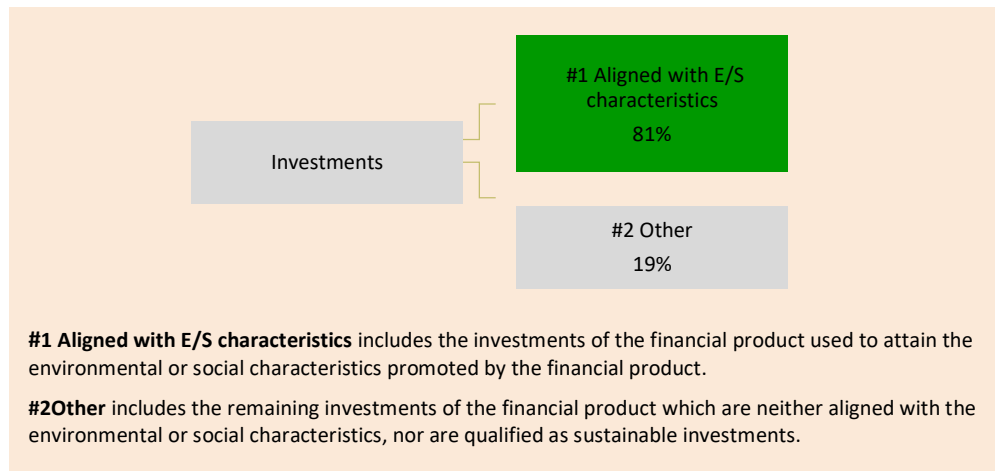 #1 Aligned with E/S
characteristics
81%
Investments
#2 Other
19%
#1 Aligned with E/S characteristics includes the investments of the financial product used to attain the
environmental or social characteristics promoted by the financial product.
#2Other includes the remaining investments of the financial product which are neither aligned with the
environmental or social characteristics, nor are qualified as sustainable investments.